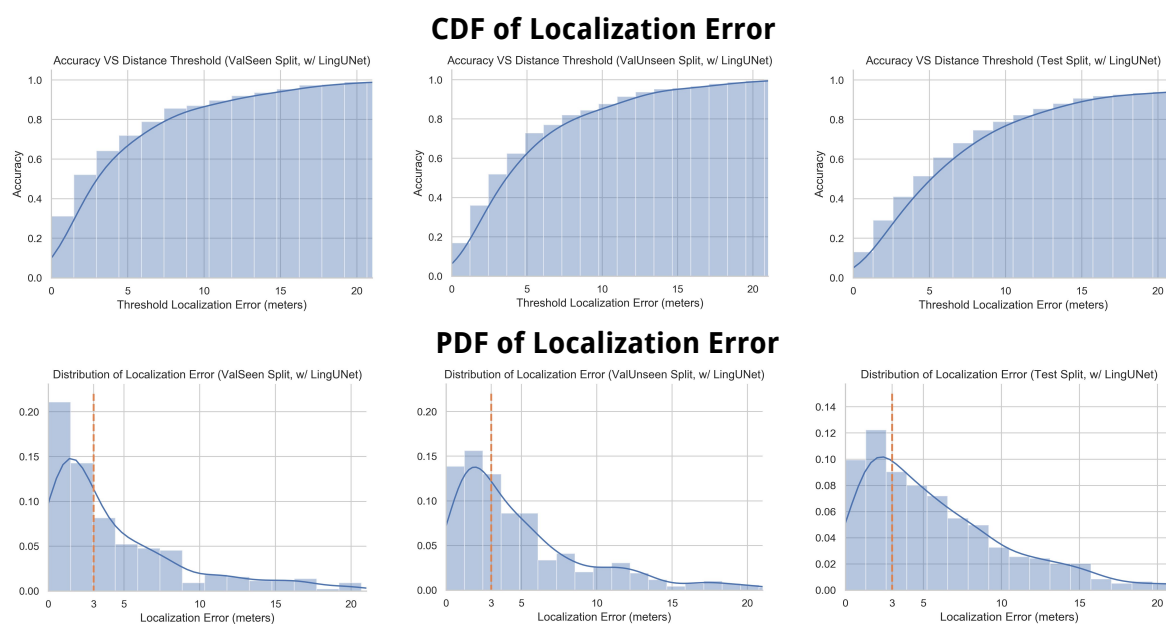 CDF of Localization Error
Accuracy VS Distance Threshold (ValSeen Split, w/ LingUNet)
1.0
0.8
0.6
0.4
0.2
0.0
Accuracy
0 5 10 15 20
Threshold Localization Error (meters)
Accuracy VS Distance Threshold (ValUnseen Split, w/ LingUNet)
1.0
0.8
0.6
0.4
0.2
0.0
Accuracy
0 5 10 15 20
Threshold Localization Error (meters)
Accuracy VS Distance Threshold (Test Split, w/ LingUNet)
1.0
0.8
0.6
0.4
0.2
0.0
Accuracy
0 5 10 15 20
Threshold Localization Error (meters)
PDF of Localization Error
Distribution of Localization Error (ValSeen Split, w/ LingUNet)
0.20
0.15
0.10
0.05
0.00
0 3 5 10 15 20
Localization Error (meters)
Distribution of Localization Error (ValUnseen Split, w/ LingUNet)
0.20
0.15
0.10
0.05
0.00
0 3 5 10 15 20
Localization Error (meters)
Distribution of Localization Error (Test Split, w/ LingUNet)
0.14
0.12
0.10
0.08
0.06
0.04
0.02
0.00
0 3 5 10 15 20
Localization Error (meters)